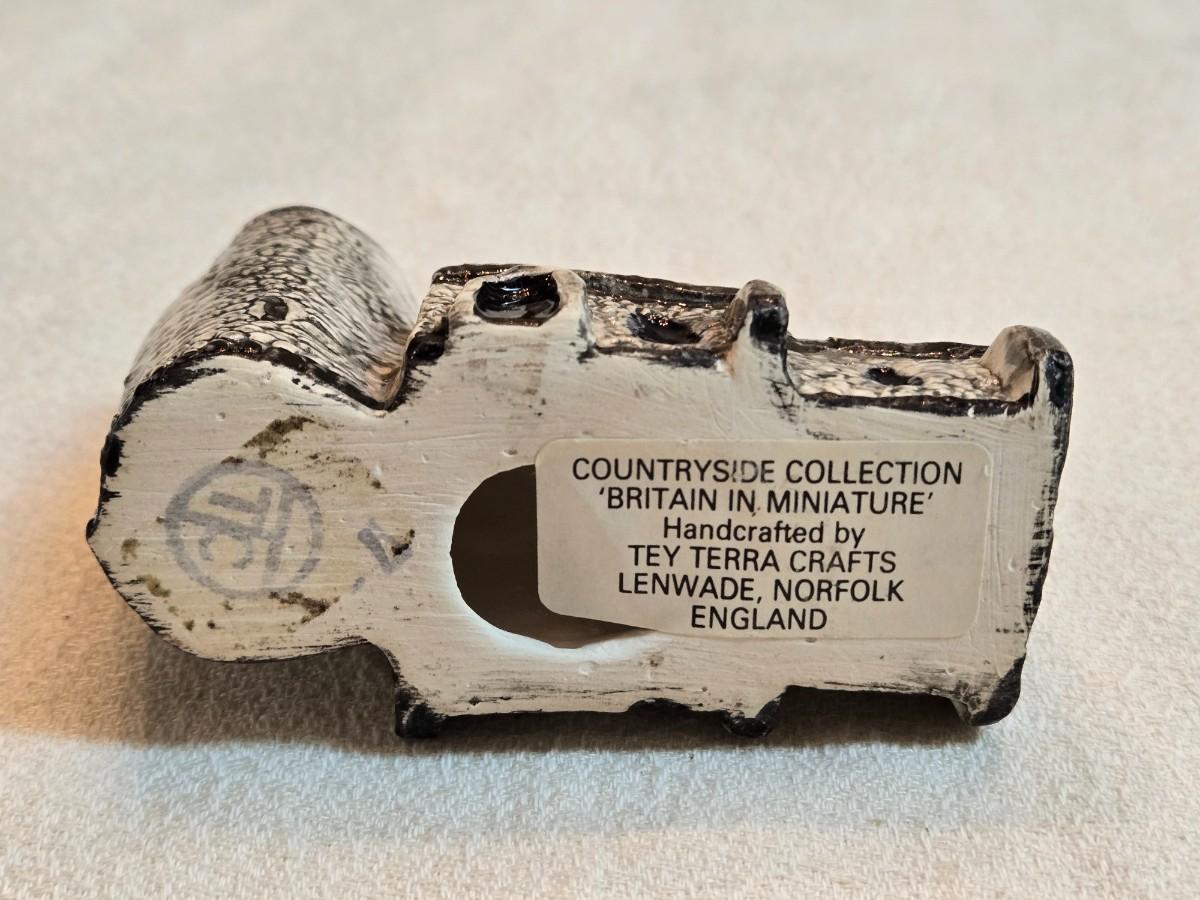 COUNTRYSIDE COLLECTION
'BRITAIN IN MINIATURE'
Handcrafted by
TEY TERRA CRAFTS
LENWADE, NORFOLK
ENGLAND